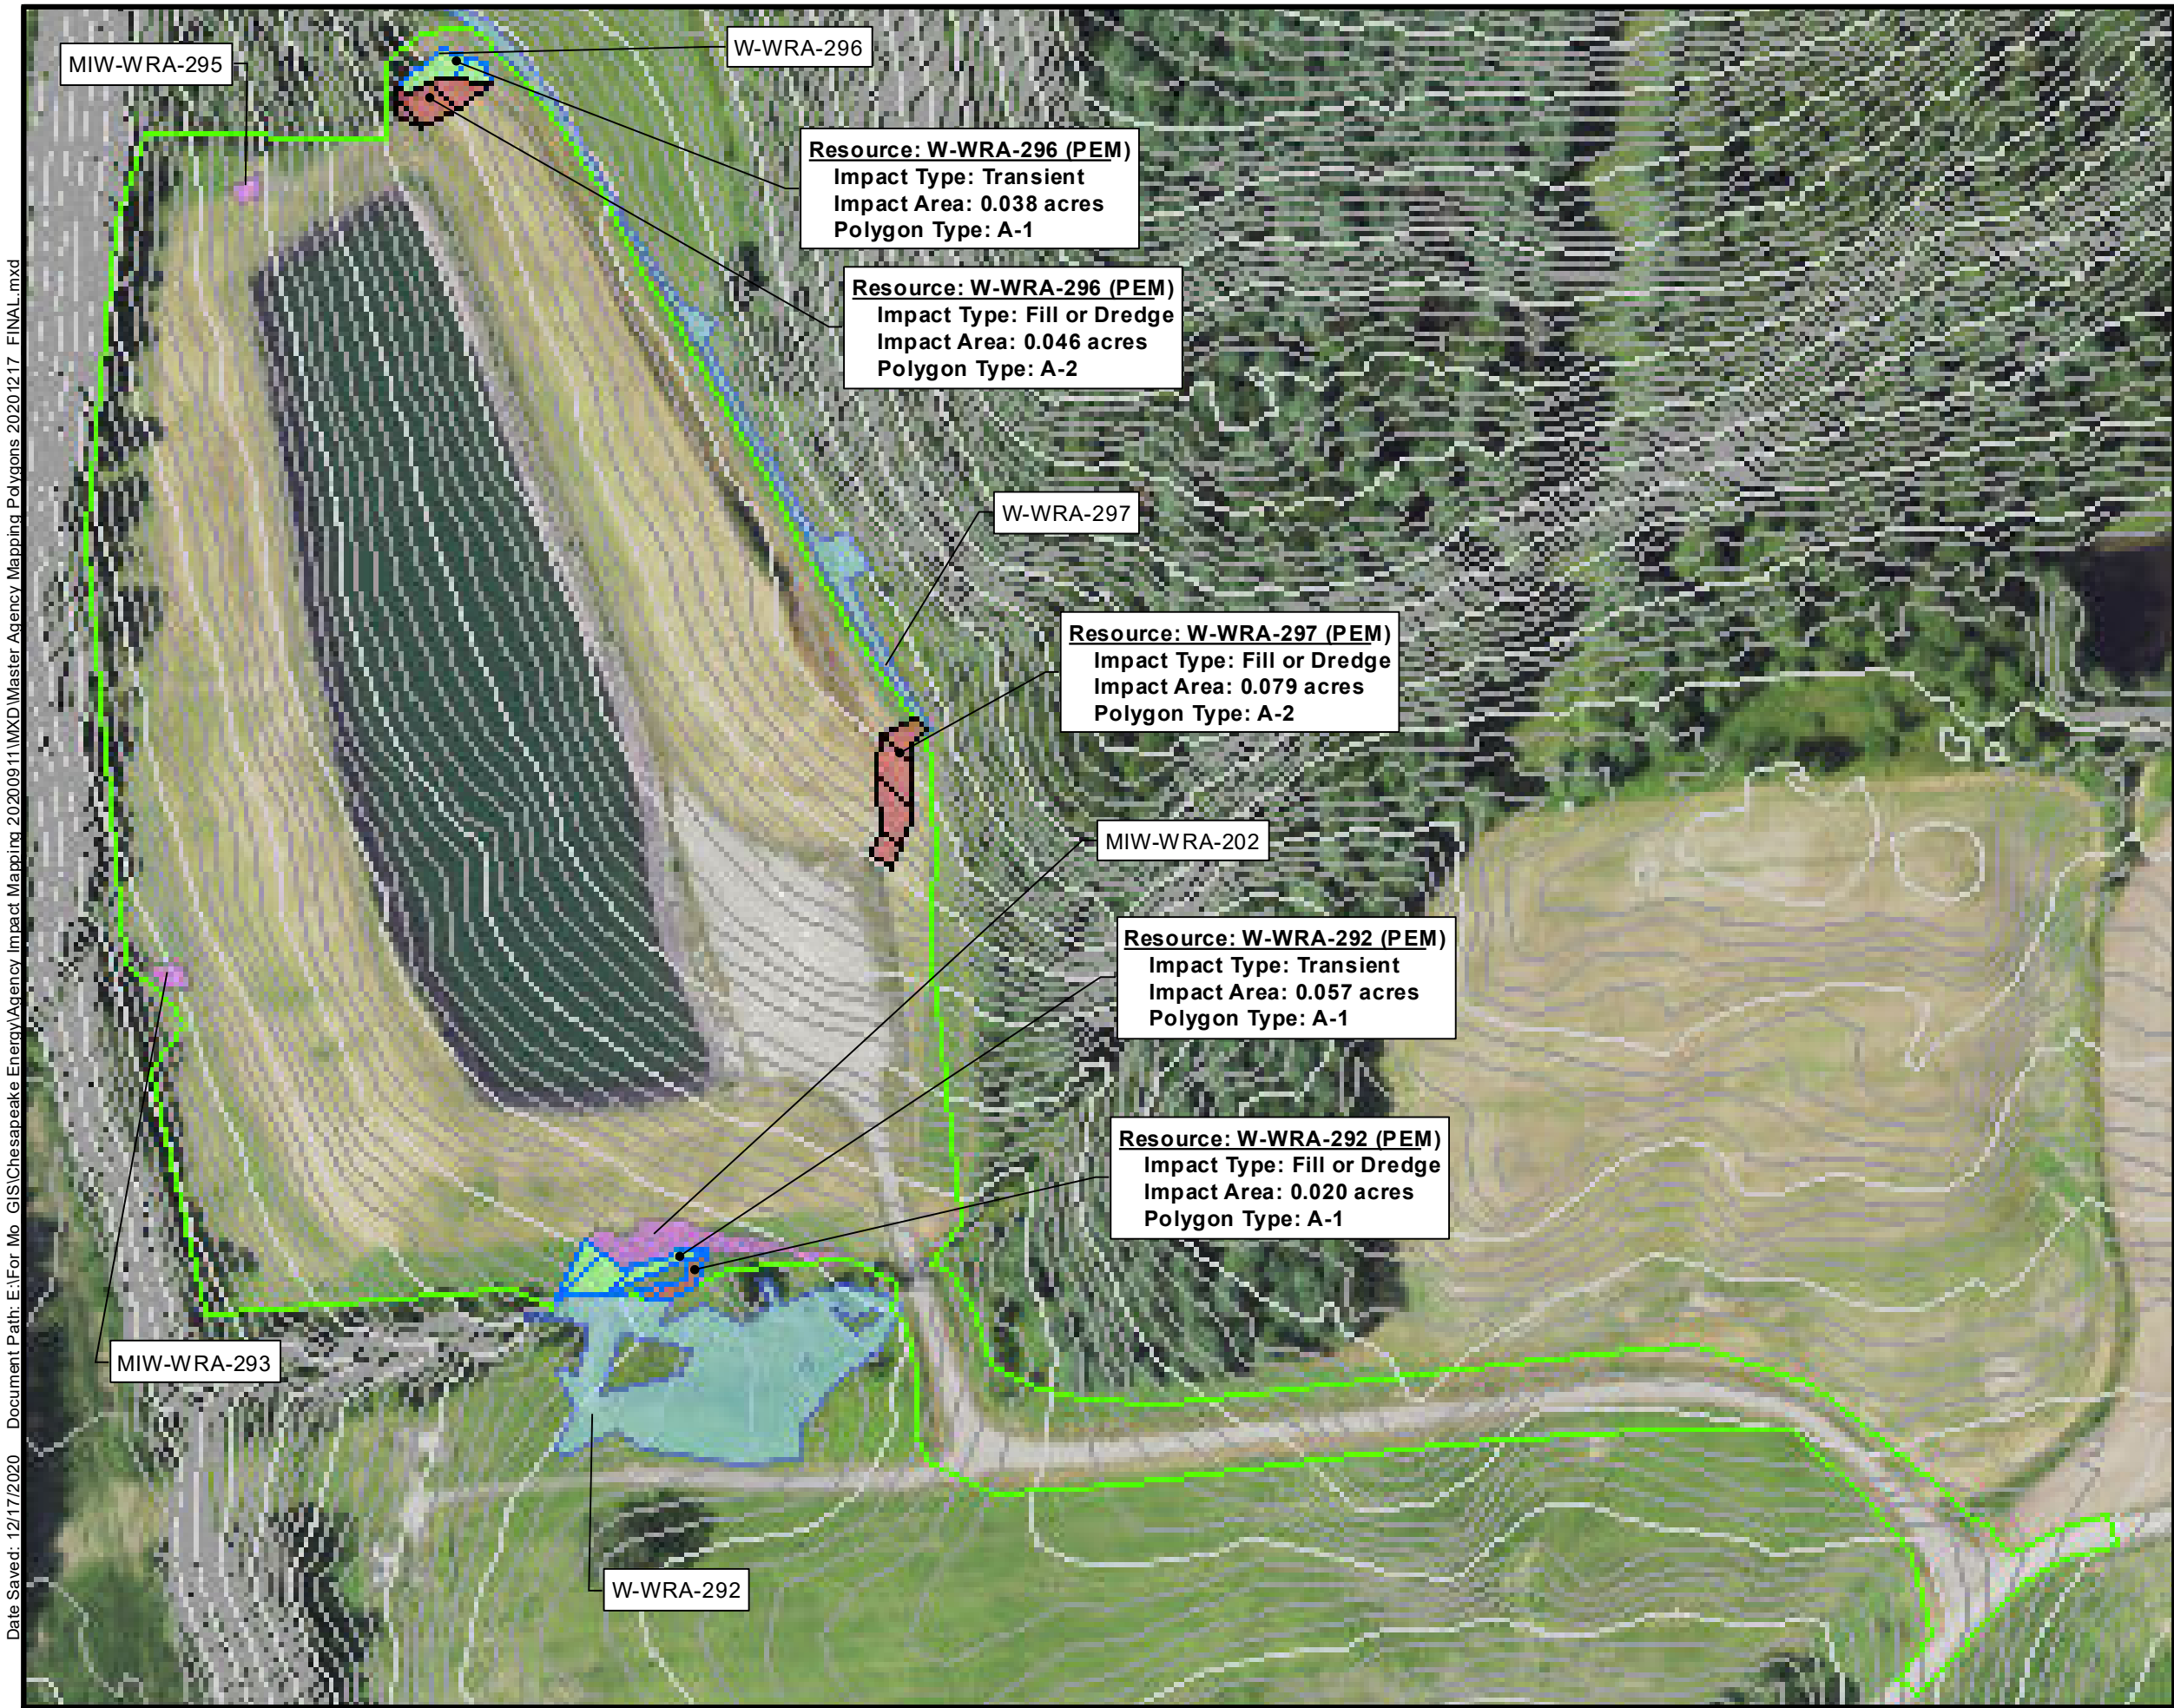 MIW-WRA-295
W-WRA-296
Resource: W-WRA-296 (PEM)
Impact Type: Transient
Impact Area: 0.038 acres
Polygon Type: A-1
Resource: W-WRA-296 (PEM)
Impact Type: Fill or Dredge
Impact Area: 0.046 acres
Polygon Type: A-2
W-WRA-297
Resource: W-WRA-297 (PEM)
Impact Type: Fill or Dredge
Impact Area: 0.079 acres
Polygon Type: A-2
MIW-WRA-202
Resource: W-WRA-292 (PEM)
Impact Type: Transient
Impact Area: 0.057 acres
Polygon Type: A-1
Resource: W-WRA-292 (PEM)
Impact Type: Fill or Dredge
Impact Area: 0.020 acres
Polygon Type: A-1
MIW-WRA-293
W-WRA-292
Date Saved: 12/17/2020 Document Path: E:\For Mo GIS\Chesapeake Energy\Agency Impact Mapping 20200911\MXD\Master Agency Mapping Polygons 20201217 FINAL.mxd